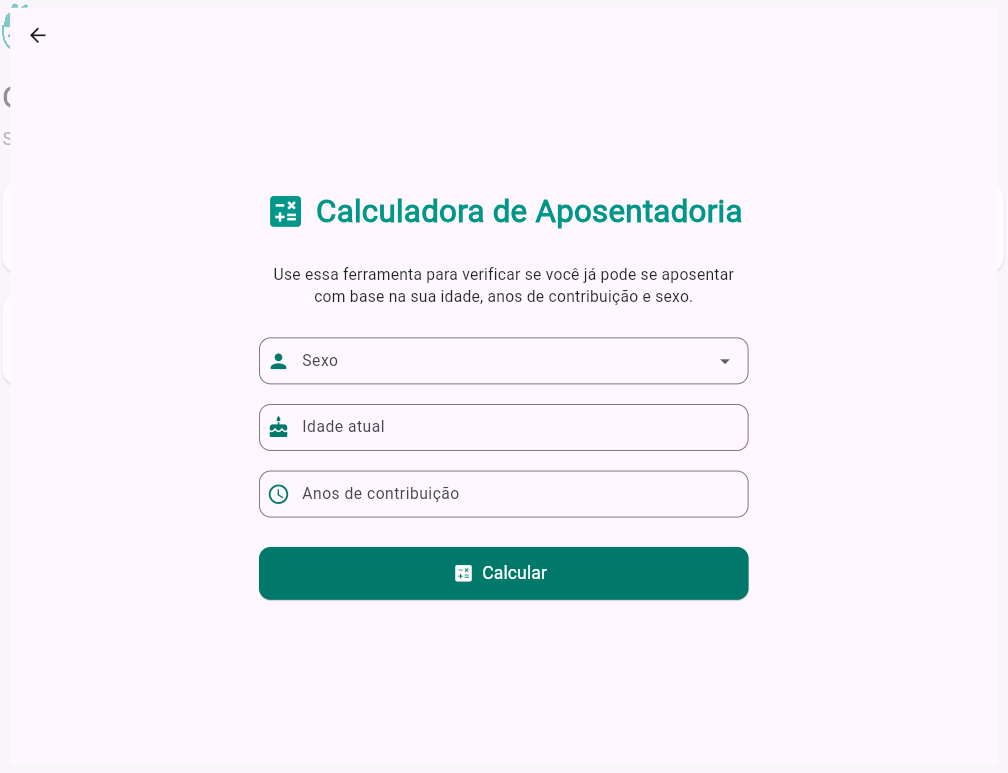 Calculadora de Aposentadoria
Use essa ferramenta para verificar se você já pode se aposentar
com base na sua idade, anos de contribuição e sexo.
Sexo
Idade atual
Anos de contribuição
Calcular